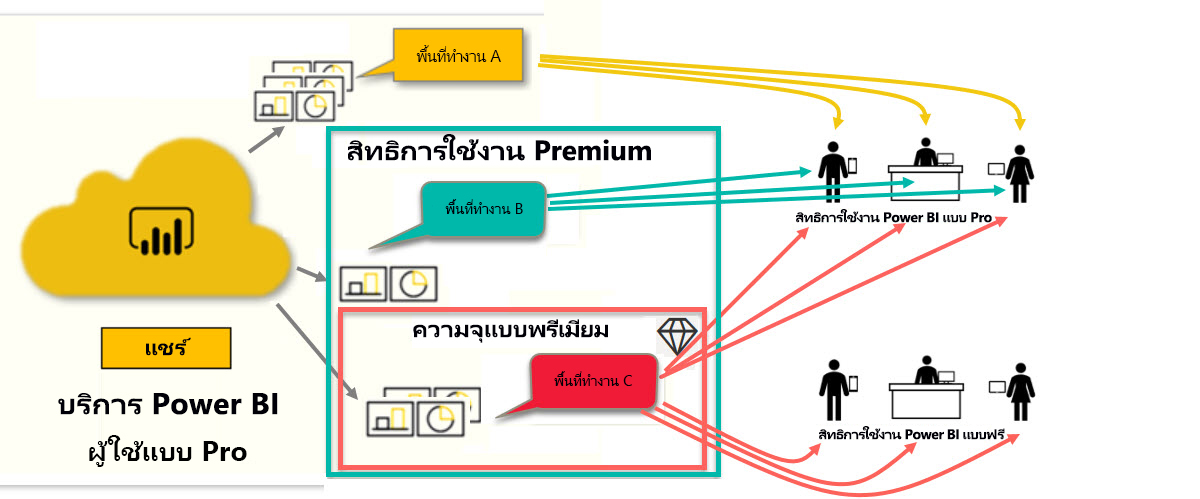 พื้นที่ทำงาน A
สิทธิการใช้งาน Premium
พื้นที่ทำงาน B
สิทธิการใช้งาน Power BI แบบ Pro
ความจุแบบพรีเมียม
แชร์
พื้นที่ทำงาน C
บริการ Power BI
ผู้ใช้แบบ Pro
สิทธิการใช้งาน Power BI แบบฟรี